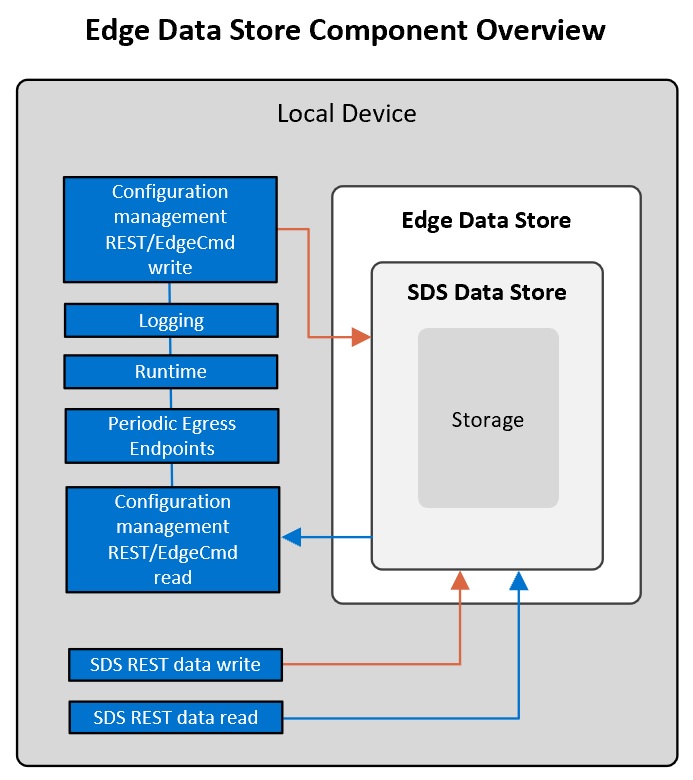 Edge Data Store Component Overview
Local Device
Configuration
management
REST/EdgeCmd
write
Logging
Runtime
Periodic Egress
Endpoints
Configuration
management
REST/EdgeCmd
read
Edge Data Store
SDS Data Store
Storage
SDS REST data write
SDS REST data read